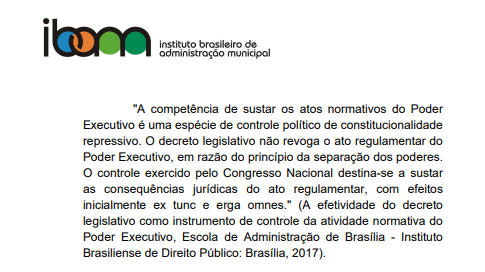 ibam
instituto brasileiro de
administração municipal
"A competência de sustar os atos normativos do Poder
Executivo é uma espécie de controle político de constitucionalidade
repressivo. O decreto legislativo não revoga o ato regulamentar do
Poder Executivo, em razão do princípio da separação dos poderes.
O controle exercido pelo Congresso Nacional destina-se a sustar
as consequências jurídicas do ato regulamentar, com efeitos
inicialmente ex tunc e erga omnes." (A efetividade do decreto
legislativo como instrumento de controle da atividade normativa do
Poder Executivo, Escola de Administração de Brasília - Instituto
Brasiliense de Direito Público: Brasília, 2017).